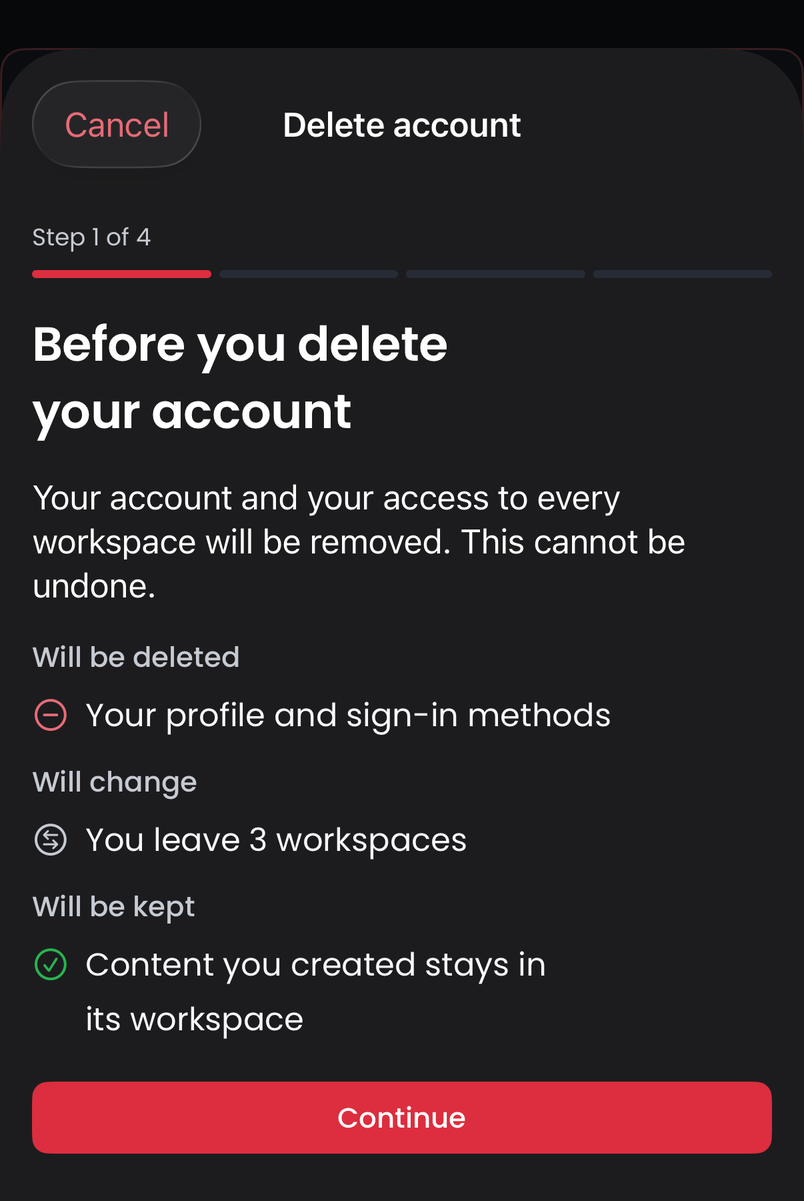 Cancel
Delete account
Step 1 of 4
Before you delete
your account
Your account and your access to every
workspace will be removed. This cannot be
undone.
Will be deleted
Your profile and sign-in methods
Will change
You leave 3 workspaces
Will be kept
Content you created stays in
its workspace
Continue